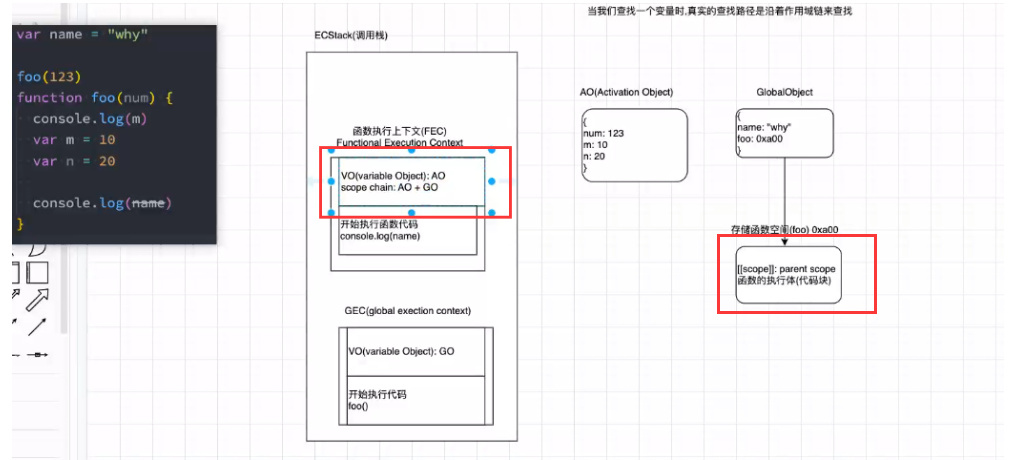 当我们查找一个变量时,真实的查找路径是沿着作用域链来查找
var name = "why"
foo(123)
function foo(num) {
console.log(m)
var m = 10
var n = 20
console.log(name)
}
ECStack(调用栈)
函数执行上下文(FEC)
Functional Execution Context
VO(variable Object): AO
scope chain: AO + GO
开始执行函数代码
console.log(name)
GEC(global exection context)
VO(variable Object): GO
开始执行代码
foo()
AO(Activation Object)
{
num: 123
m: 10
n: 20
}
GlobalObject
{
name: "why"
foo: 0xa00
}
存储函数空间(foo) 0xa00
[[scope]]: parent scope
函数的执行体(代码块)